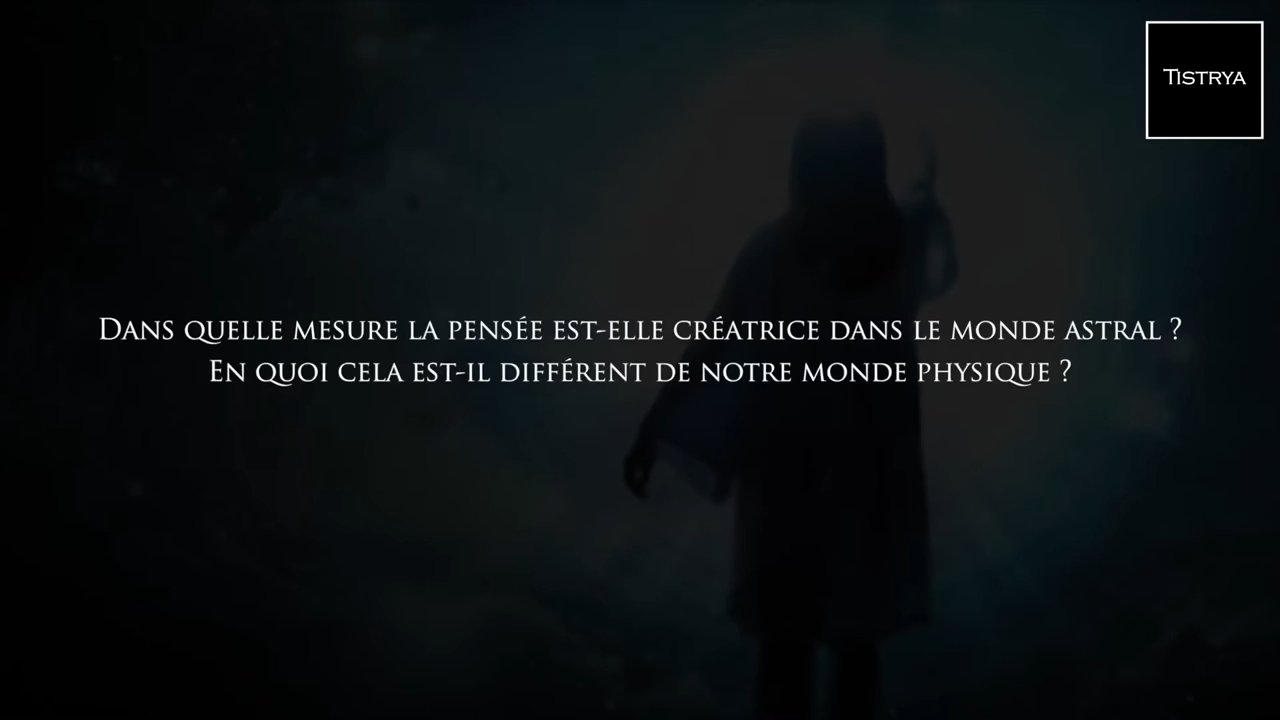 Tistrya
Dans quelle mesure la pensée est-elle créatrice dans le monde astral ?
En quoi cela est-il différent de notre monde physique ?